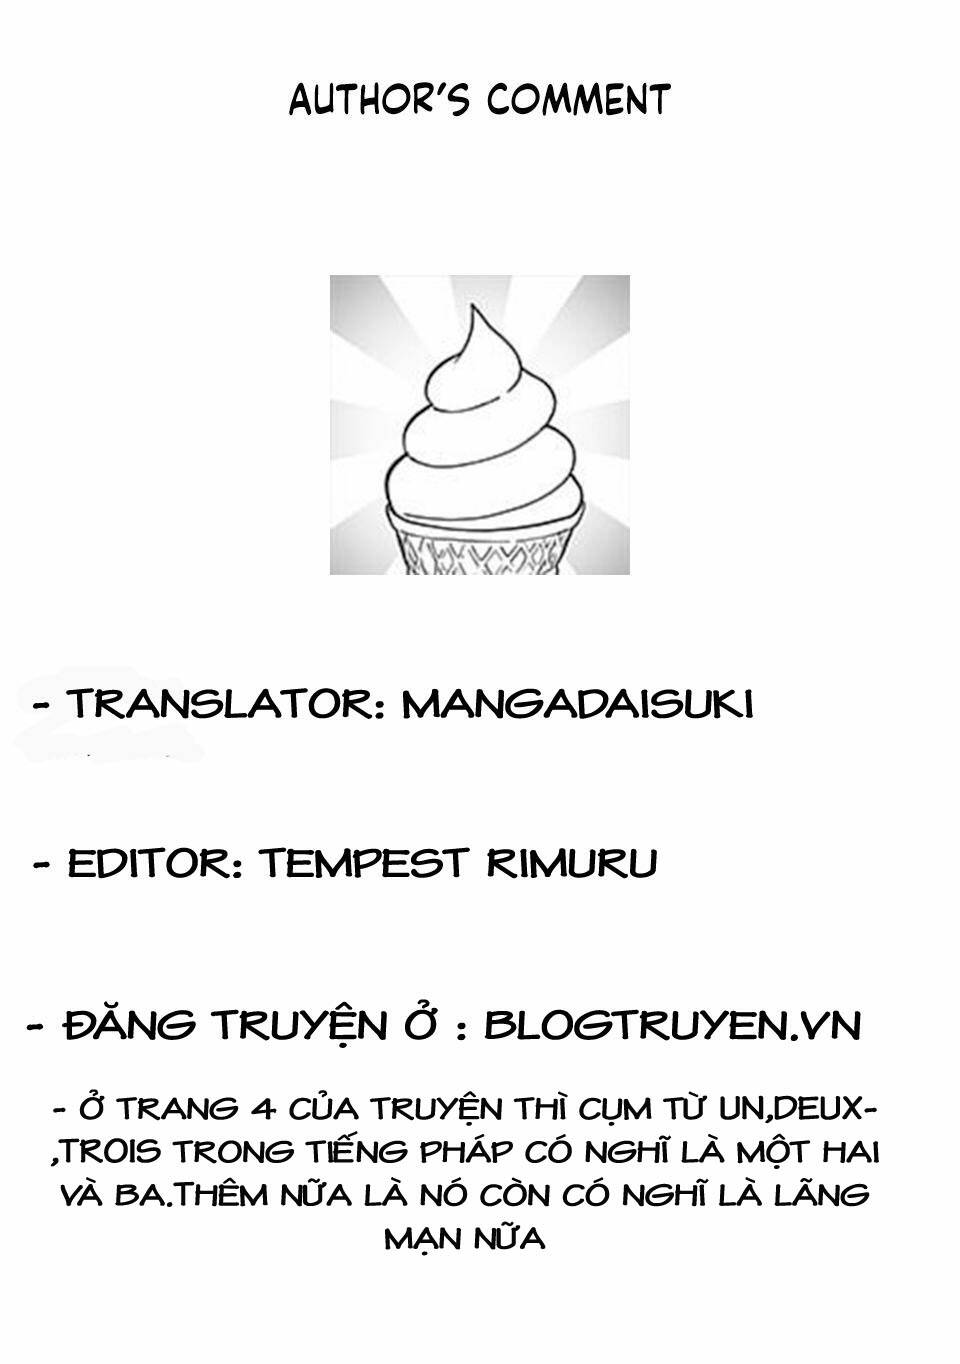 AUTHOR'S COMMENT
- TRANSLATOR: MANGADAISUKI
- EDITOR: TEMPEST RIMURU
- ĐĂNG TRUYỆN Ở : BLOGTRUYEN.VN
- Ở TRANG 4 CỦA TRUYỆN THÌ CỤM TỪ UN,DEUX-
,TROIS TRONG TIẾNG PHÁP CÓ NGHĨ LÀ MỘT HAI
VÀ BA.THÊM NỮA LÀ NÓ CÒN CÓ NGHĨ LÀ LÃNG
MẠN NỮA